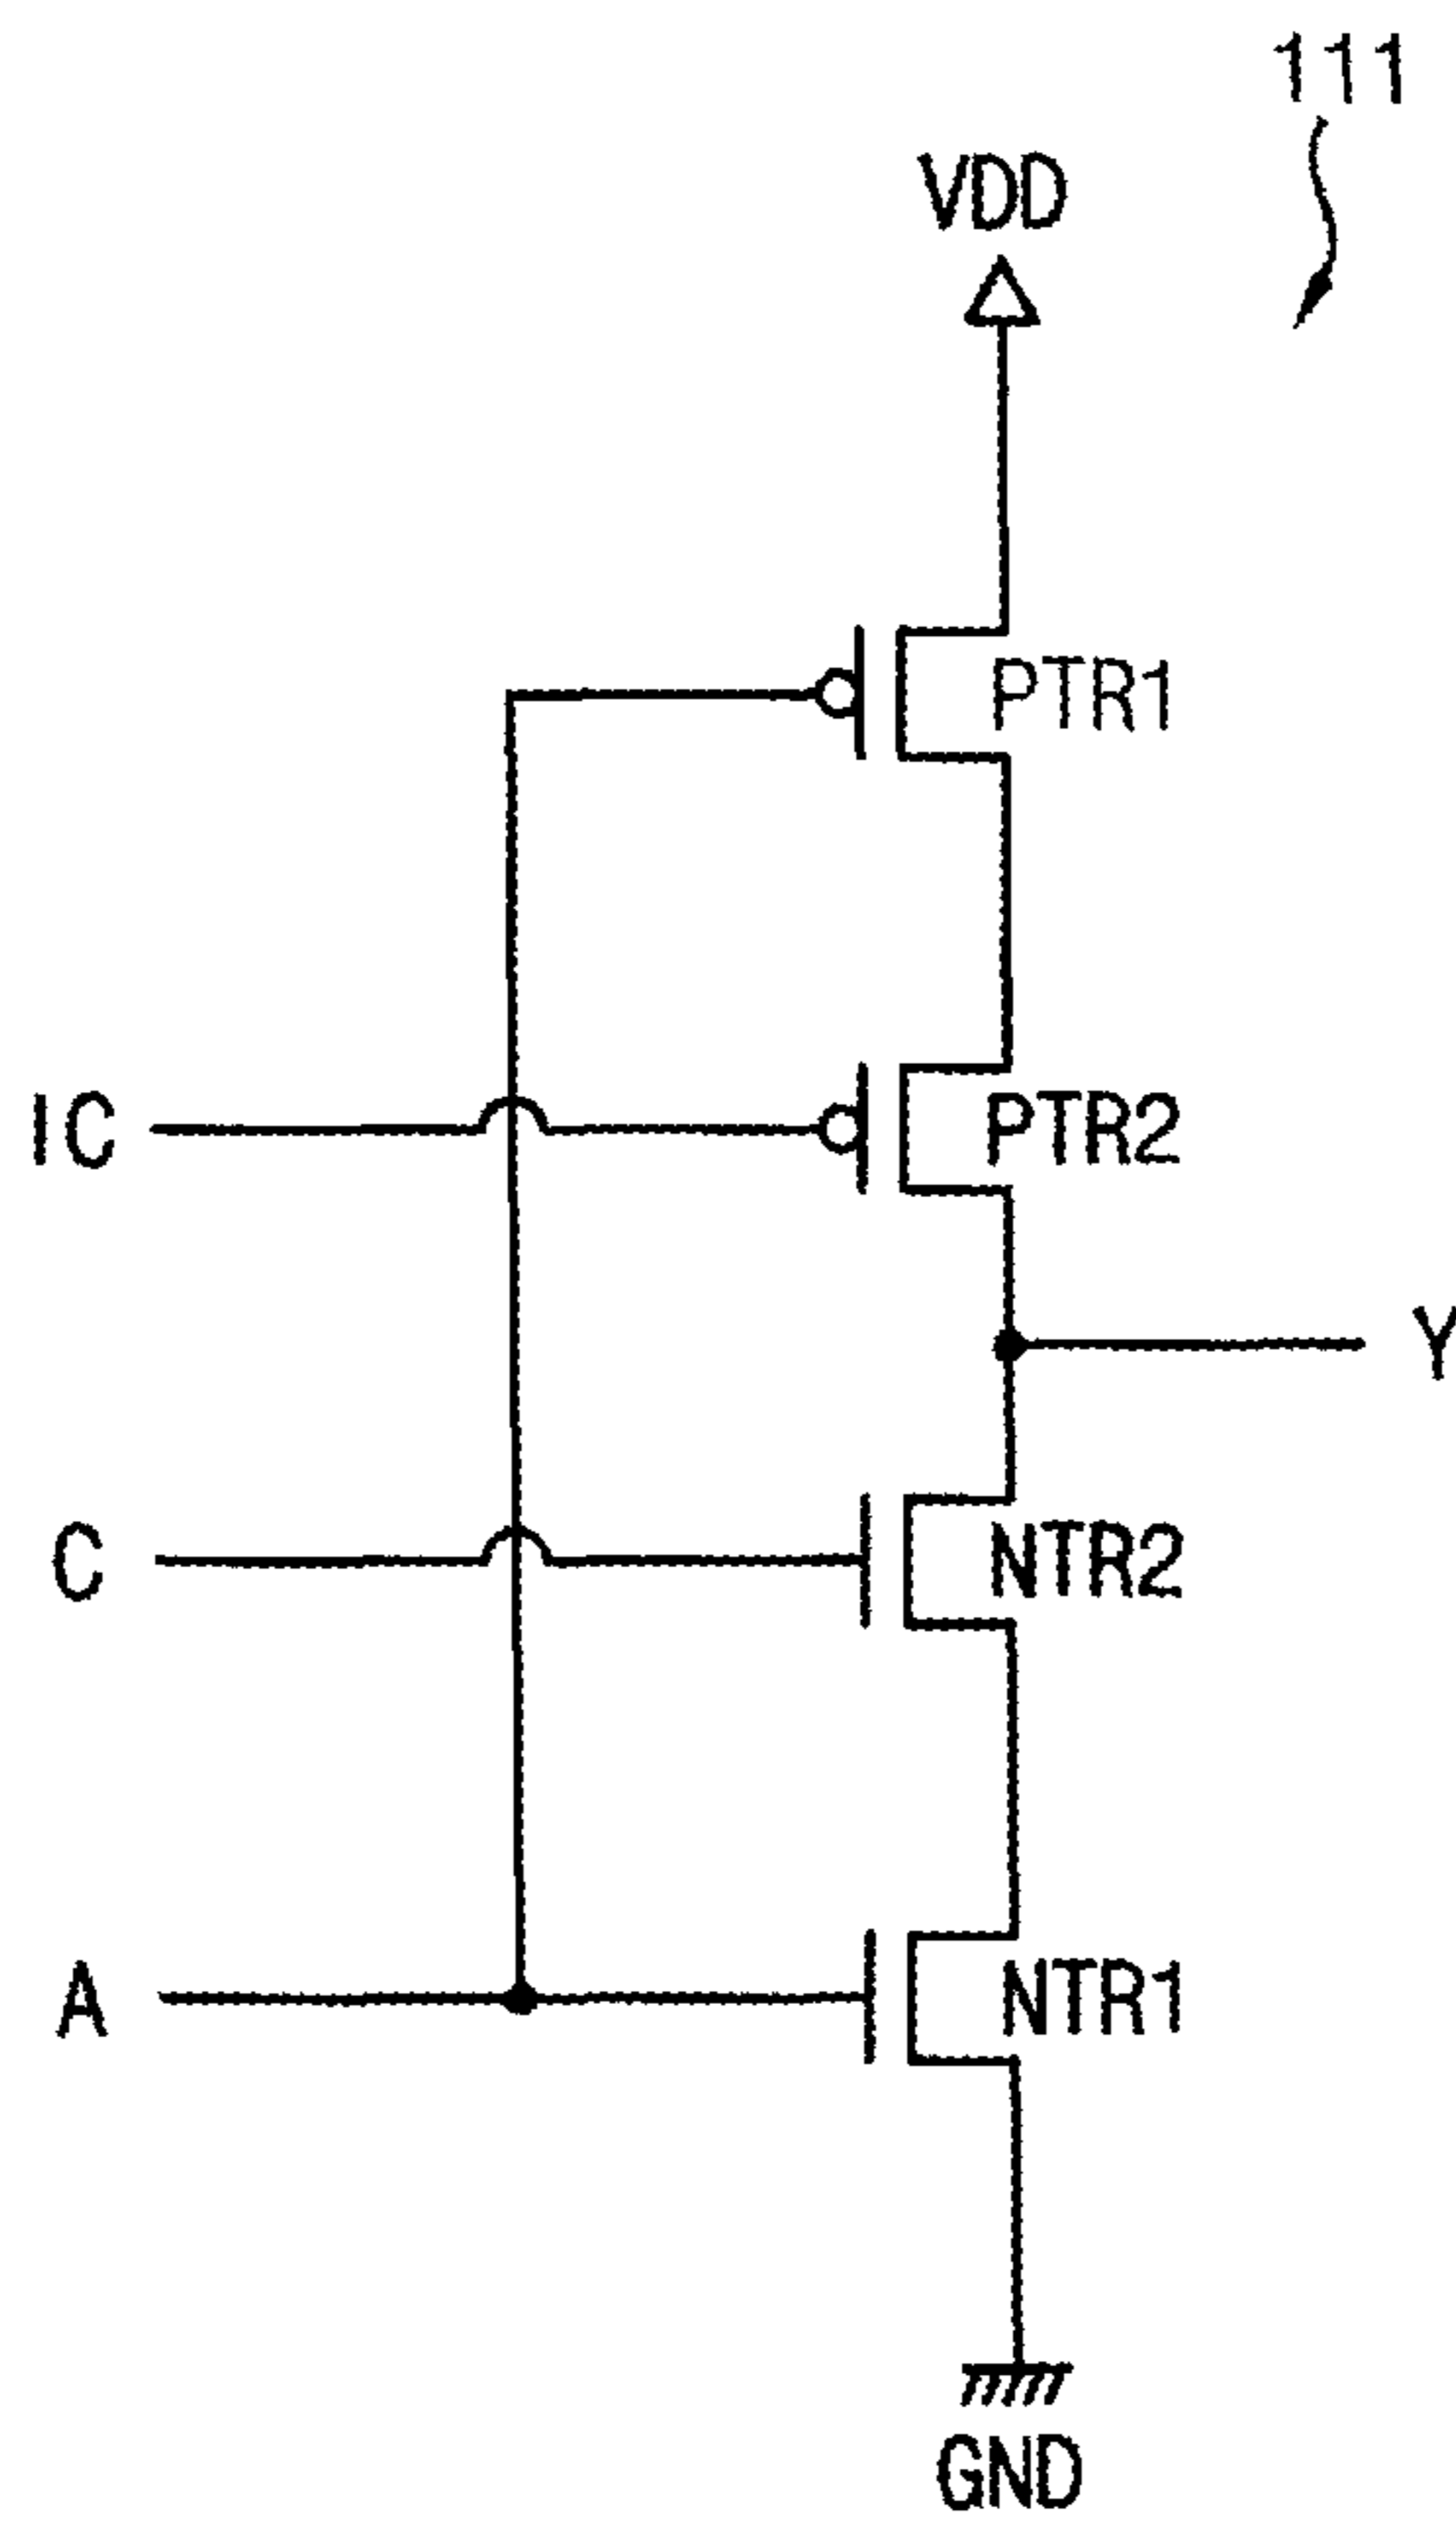 111
VDD
PTR1
IC
PTR2
Y
C
NTR2
A
NTR1
GND